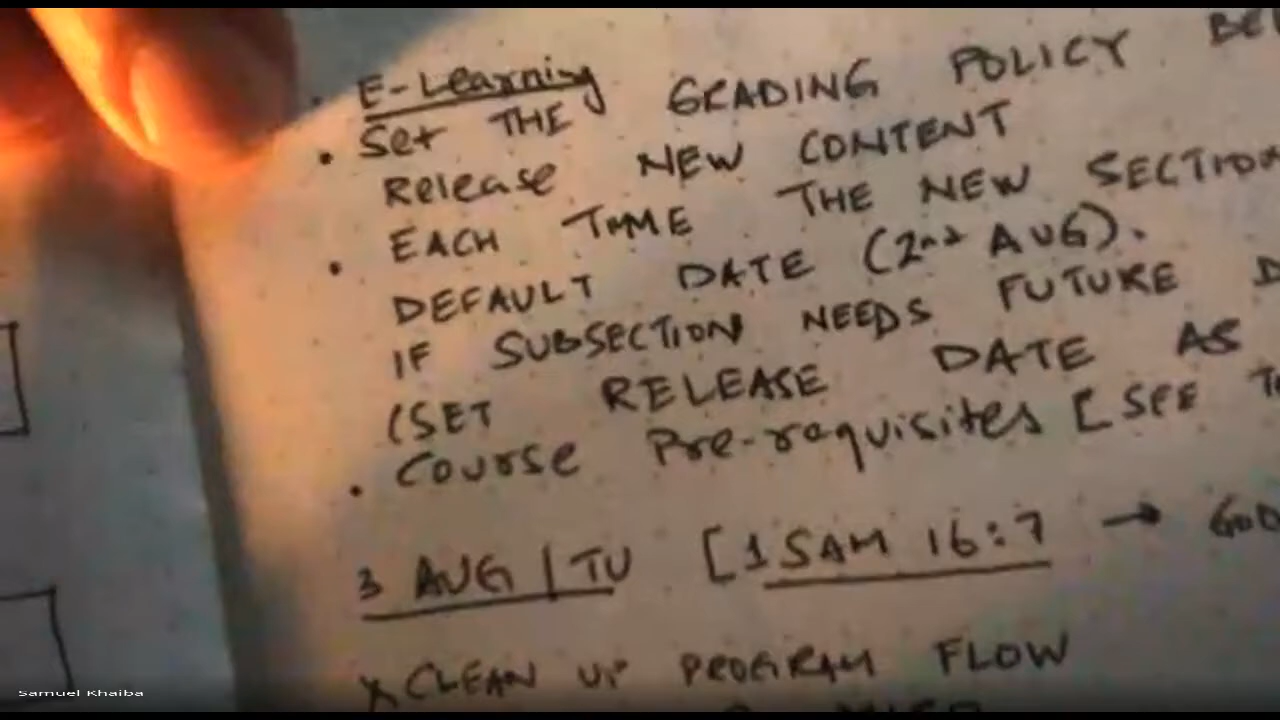 E-Learning
• Set THE GRADING POLICY
Release NEW CONTENT
• EACH TIME THE NEW SECTION
DEFAULT DATE (2nd AUG).
IF SUBSECTION NEEDS FUTURE
(SET RELEASE DATE AS
• Course Pre-requisites [SEE
3 AUG | TU [1 SAM 16:7 → GOD
x CLEAN UP PROGRAM FLOW
Samuel Khaiba